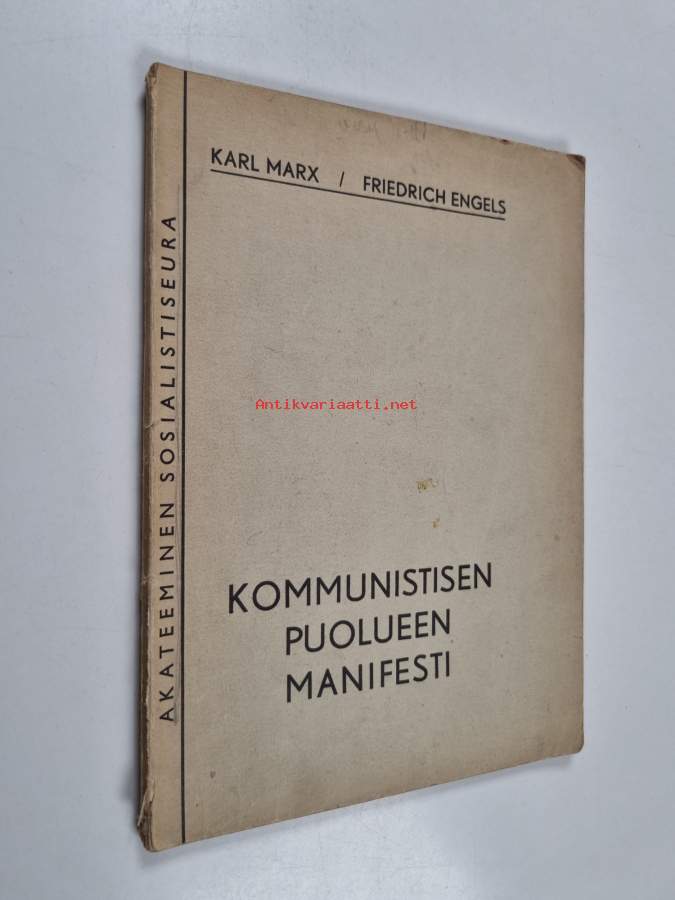 KARL MARX / FRIEDRICH ENGELS
Antikvariaatti.net
KOMMUNISTISEN
PUOLUEEN
MANIFESTI
AKATEEMINEN SOSIALISTISEURA